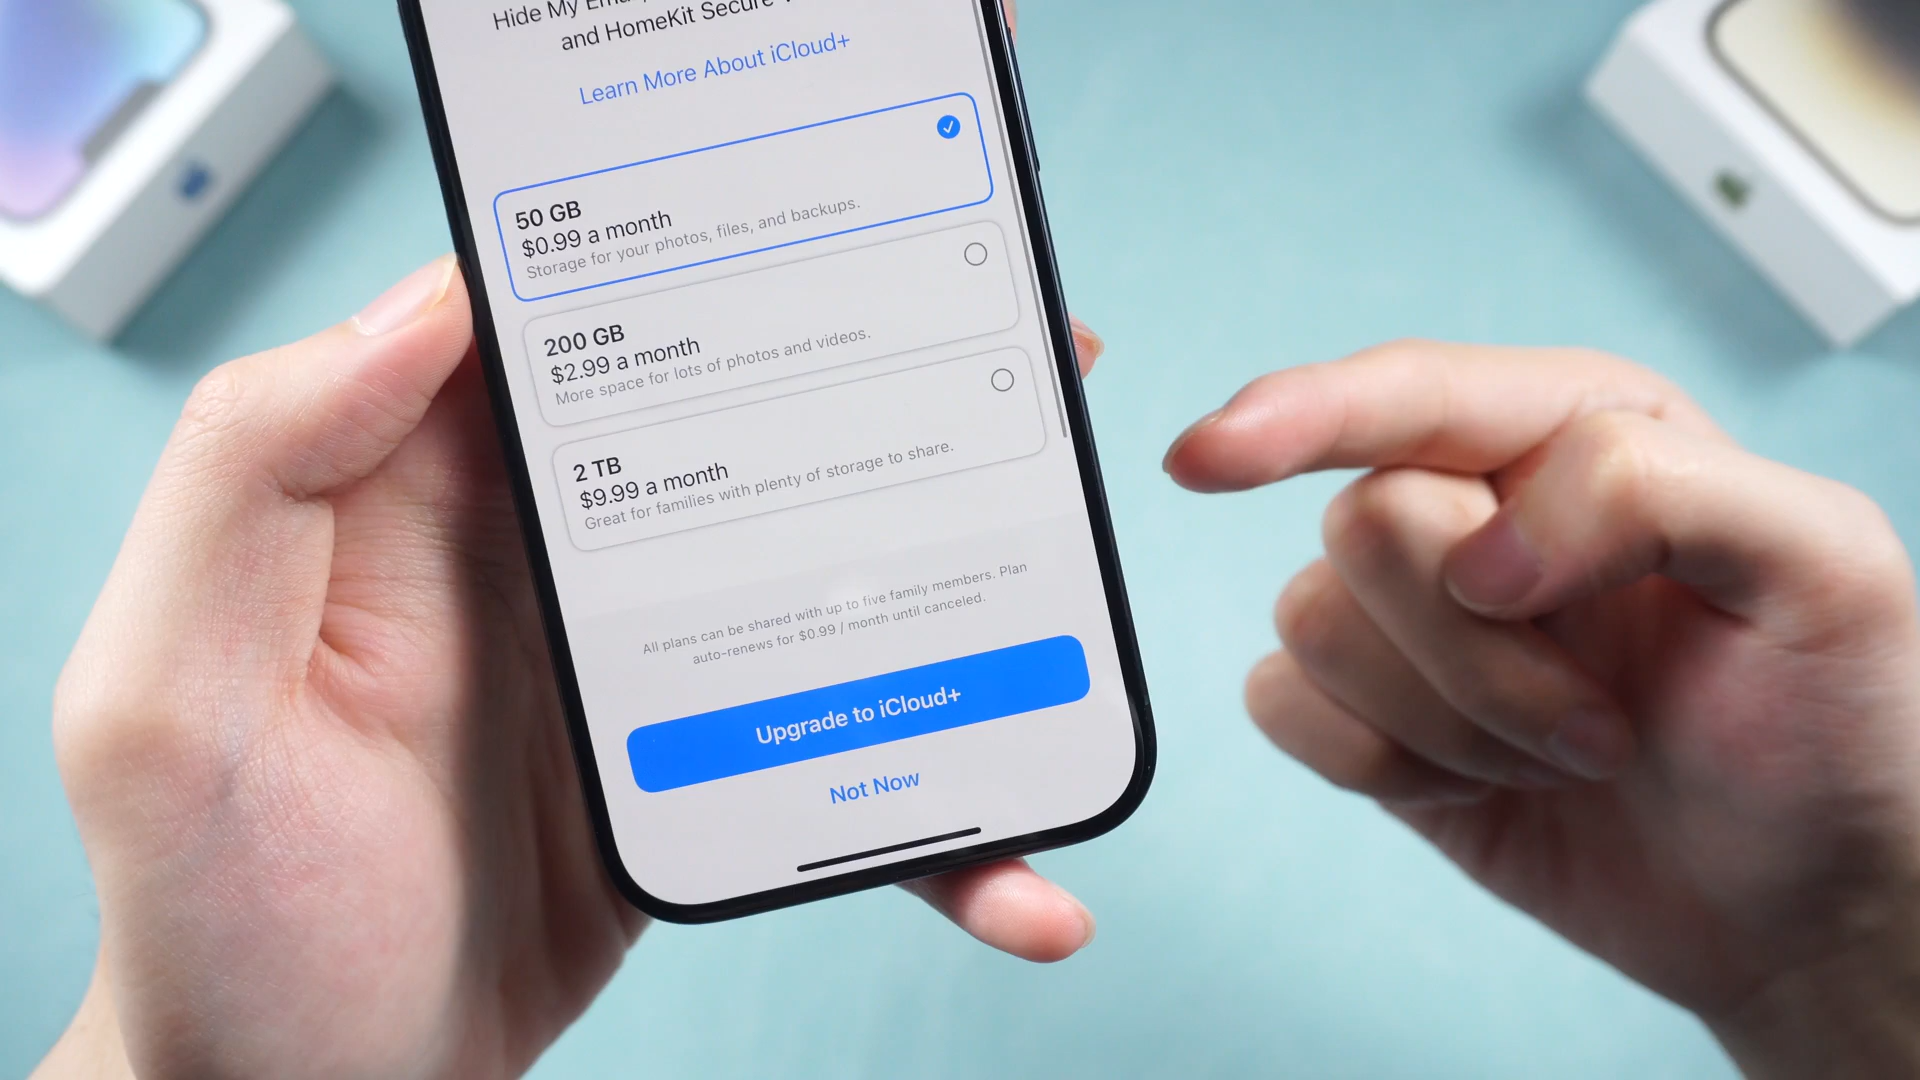 Hide My
and HomeKit Secure
Learn More About iCloud+
50 GB
$0.99 a month
Storage for your photos, files, and backups.
200 GB
$2.99 a month
More space for lots of photos and videos.
2 TB
$9.99 a month
Great for families with plenty of storage to share.
All plans can be shared with up to five family members. Plan
auto-renews for $0.99 / month until canceled.
Upgrade to iCloud+
Not Now